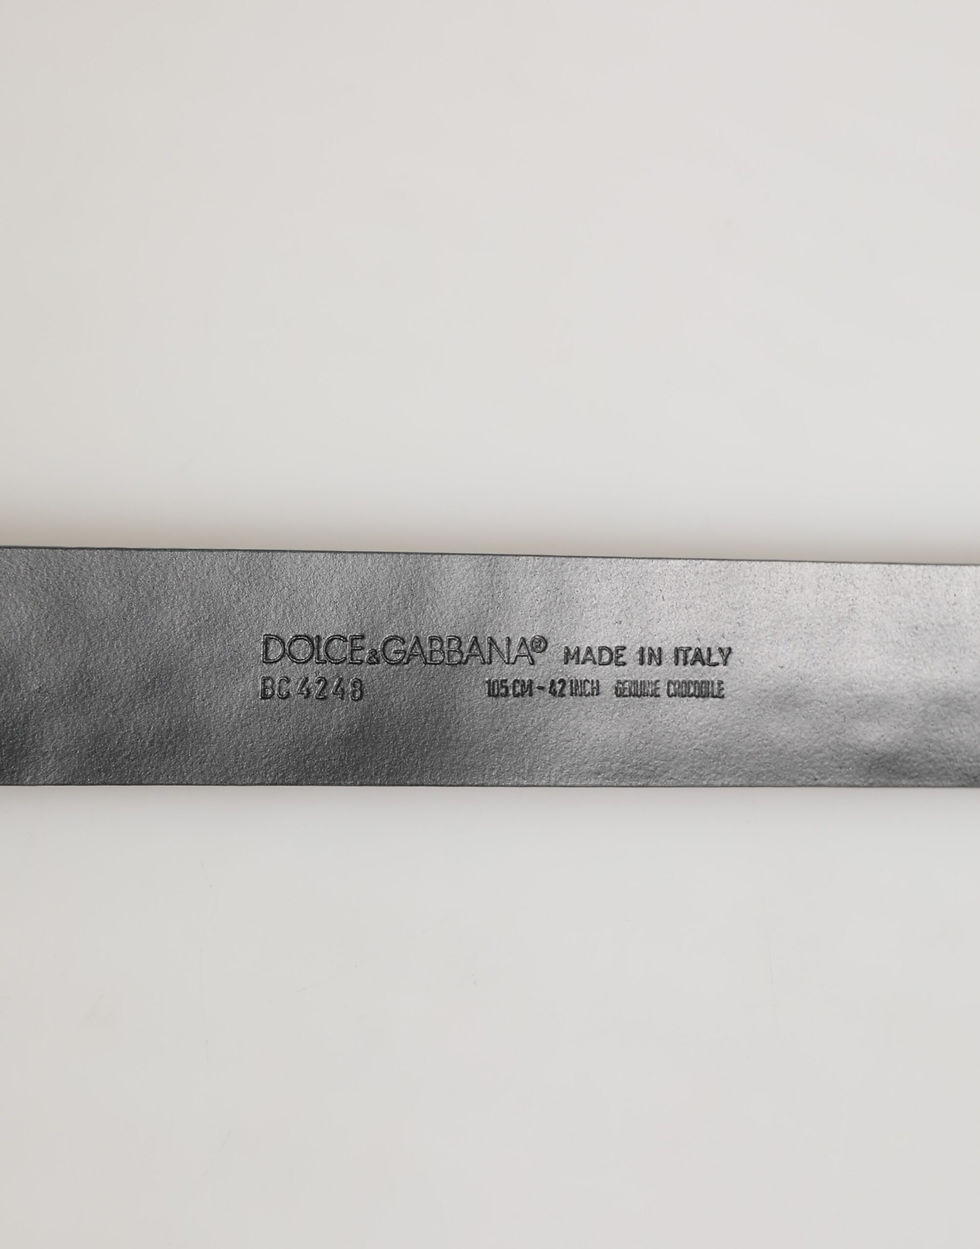 DOLCE&GABBANA® MADE IN ITALY
BC4248 105 CM - 42 INCH GENUINE CROCODILE